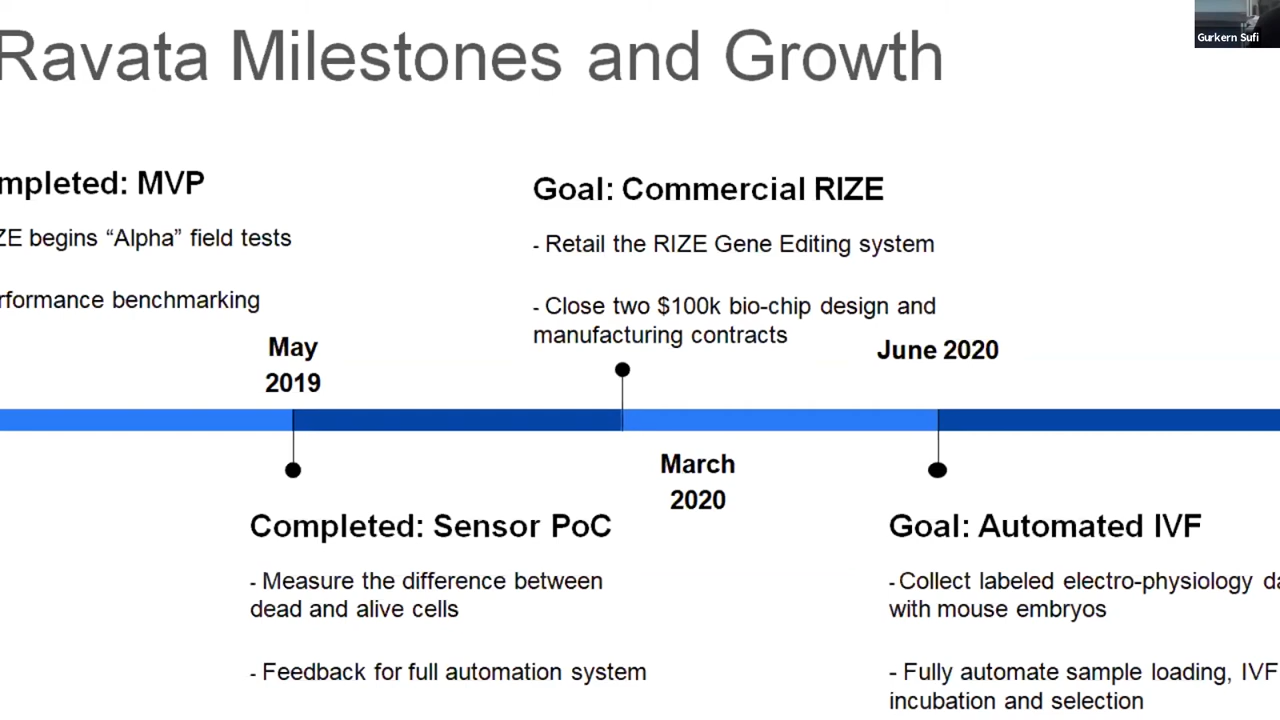 Ravata Milestones and Growth
Gurkern Sufi
mpleted: MVP
ZE begins “Alpha” field tests
rformance benchmarking
Goal: Commercial RIZE
- Retail the RIZE Gene Editing system
- Close two $100k bio-chip design and
manufacturing contracts
May
2019
June 2020
March
2020
Completed: Sensor PoC
- Measure the difference between
dead and alive cells
- Feedback for full automation system
Goal: Automated IVF
- Collect labeled electro-physiology da
with mouse embryos
- Fully automate sample loading, IVF
incubation and selection